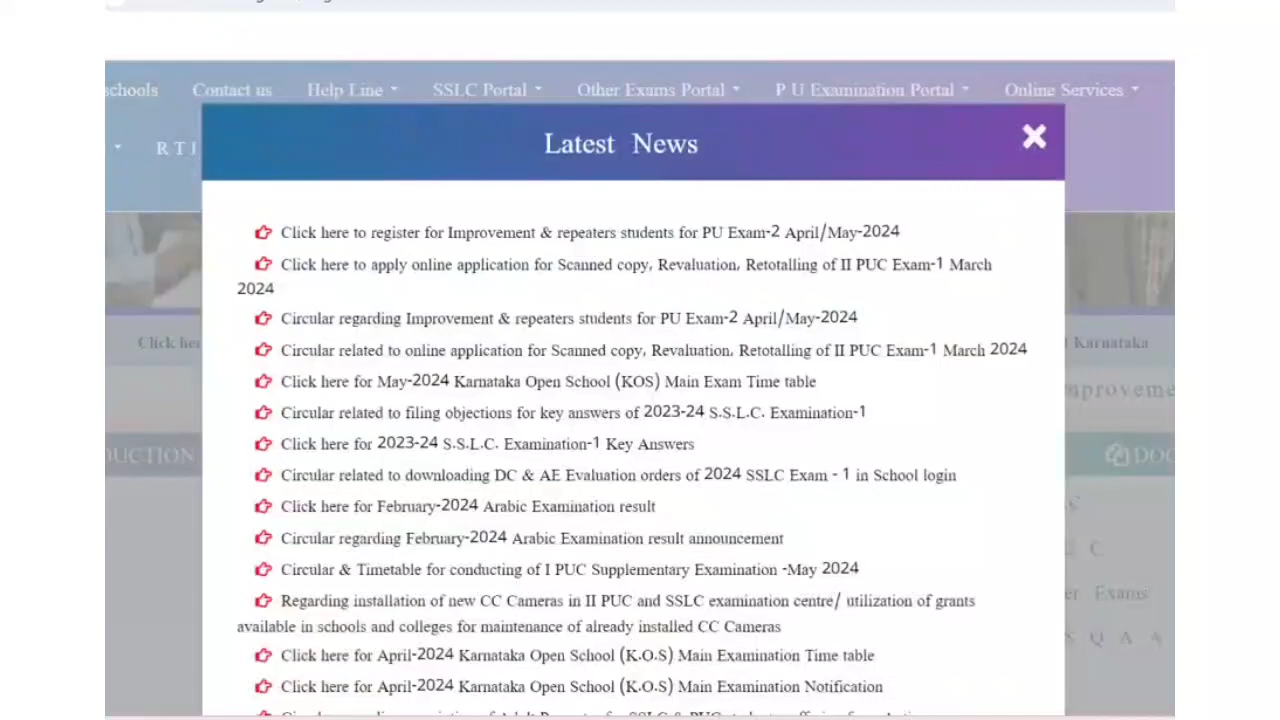 schools Contact us Help Line SSLC Portal Other Exams Portal P U Examination Portal Online Services
R T I
Latest News
Click here to register for Improvement & repeaters students for PU Exam-2 April/May-2024
Click here to apply online application for Scanned copy, Revaluation, Retotalling of II PUC Exam-1 March
2024
Circular regarding Improvement & repeaters students for PU Exam-2 April/May-2024
Circular related to online application for Scanned copy, Revaluation, Retotalling of II PUC Exam-1 March 2024
Click here for May-2024 Karnataka Open School (KOS) Main Exam Time table
Circular related to filing objections for key answers of 2023-24 S.S.L.C. Examination-1
Click here for 2023-24 S.S.L.C. Examination-1 Key Answers
Circular related to downloading DC & AE Evaluation orders of 2024 SSLC Exam - 1 in School login
Click here for February-2024 Arabic Examination result
Circular regarding February-2024 Arabic Examination result announcement
Circular & Timetable for conducting of I PUC Supplementary Examination -May 2024
Regarding installation of new CC Cameras in II PUC and SSLC examination centre/ utilization of grants
available in schools and colleges for maintenance of already installed CC Cameras
Click here for April-2024 Karnataka Open School (K.O.S) Main Examination Time table
Click here for April-2024 Karnataka Open School (K.O.S) Main Examination Notification
Click her
Karnataka
mproveme
DUCTION
DOC
C
Exams
S Q A A